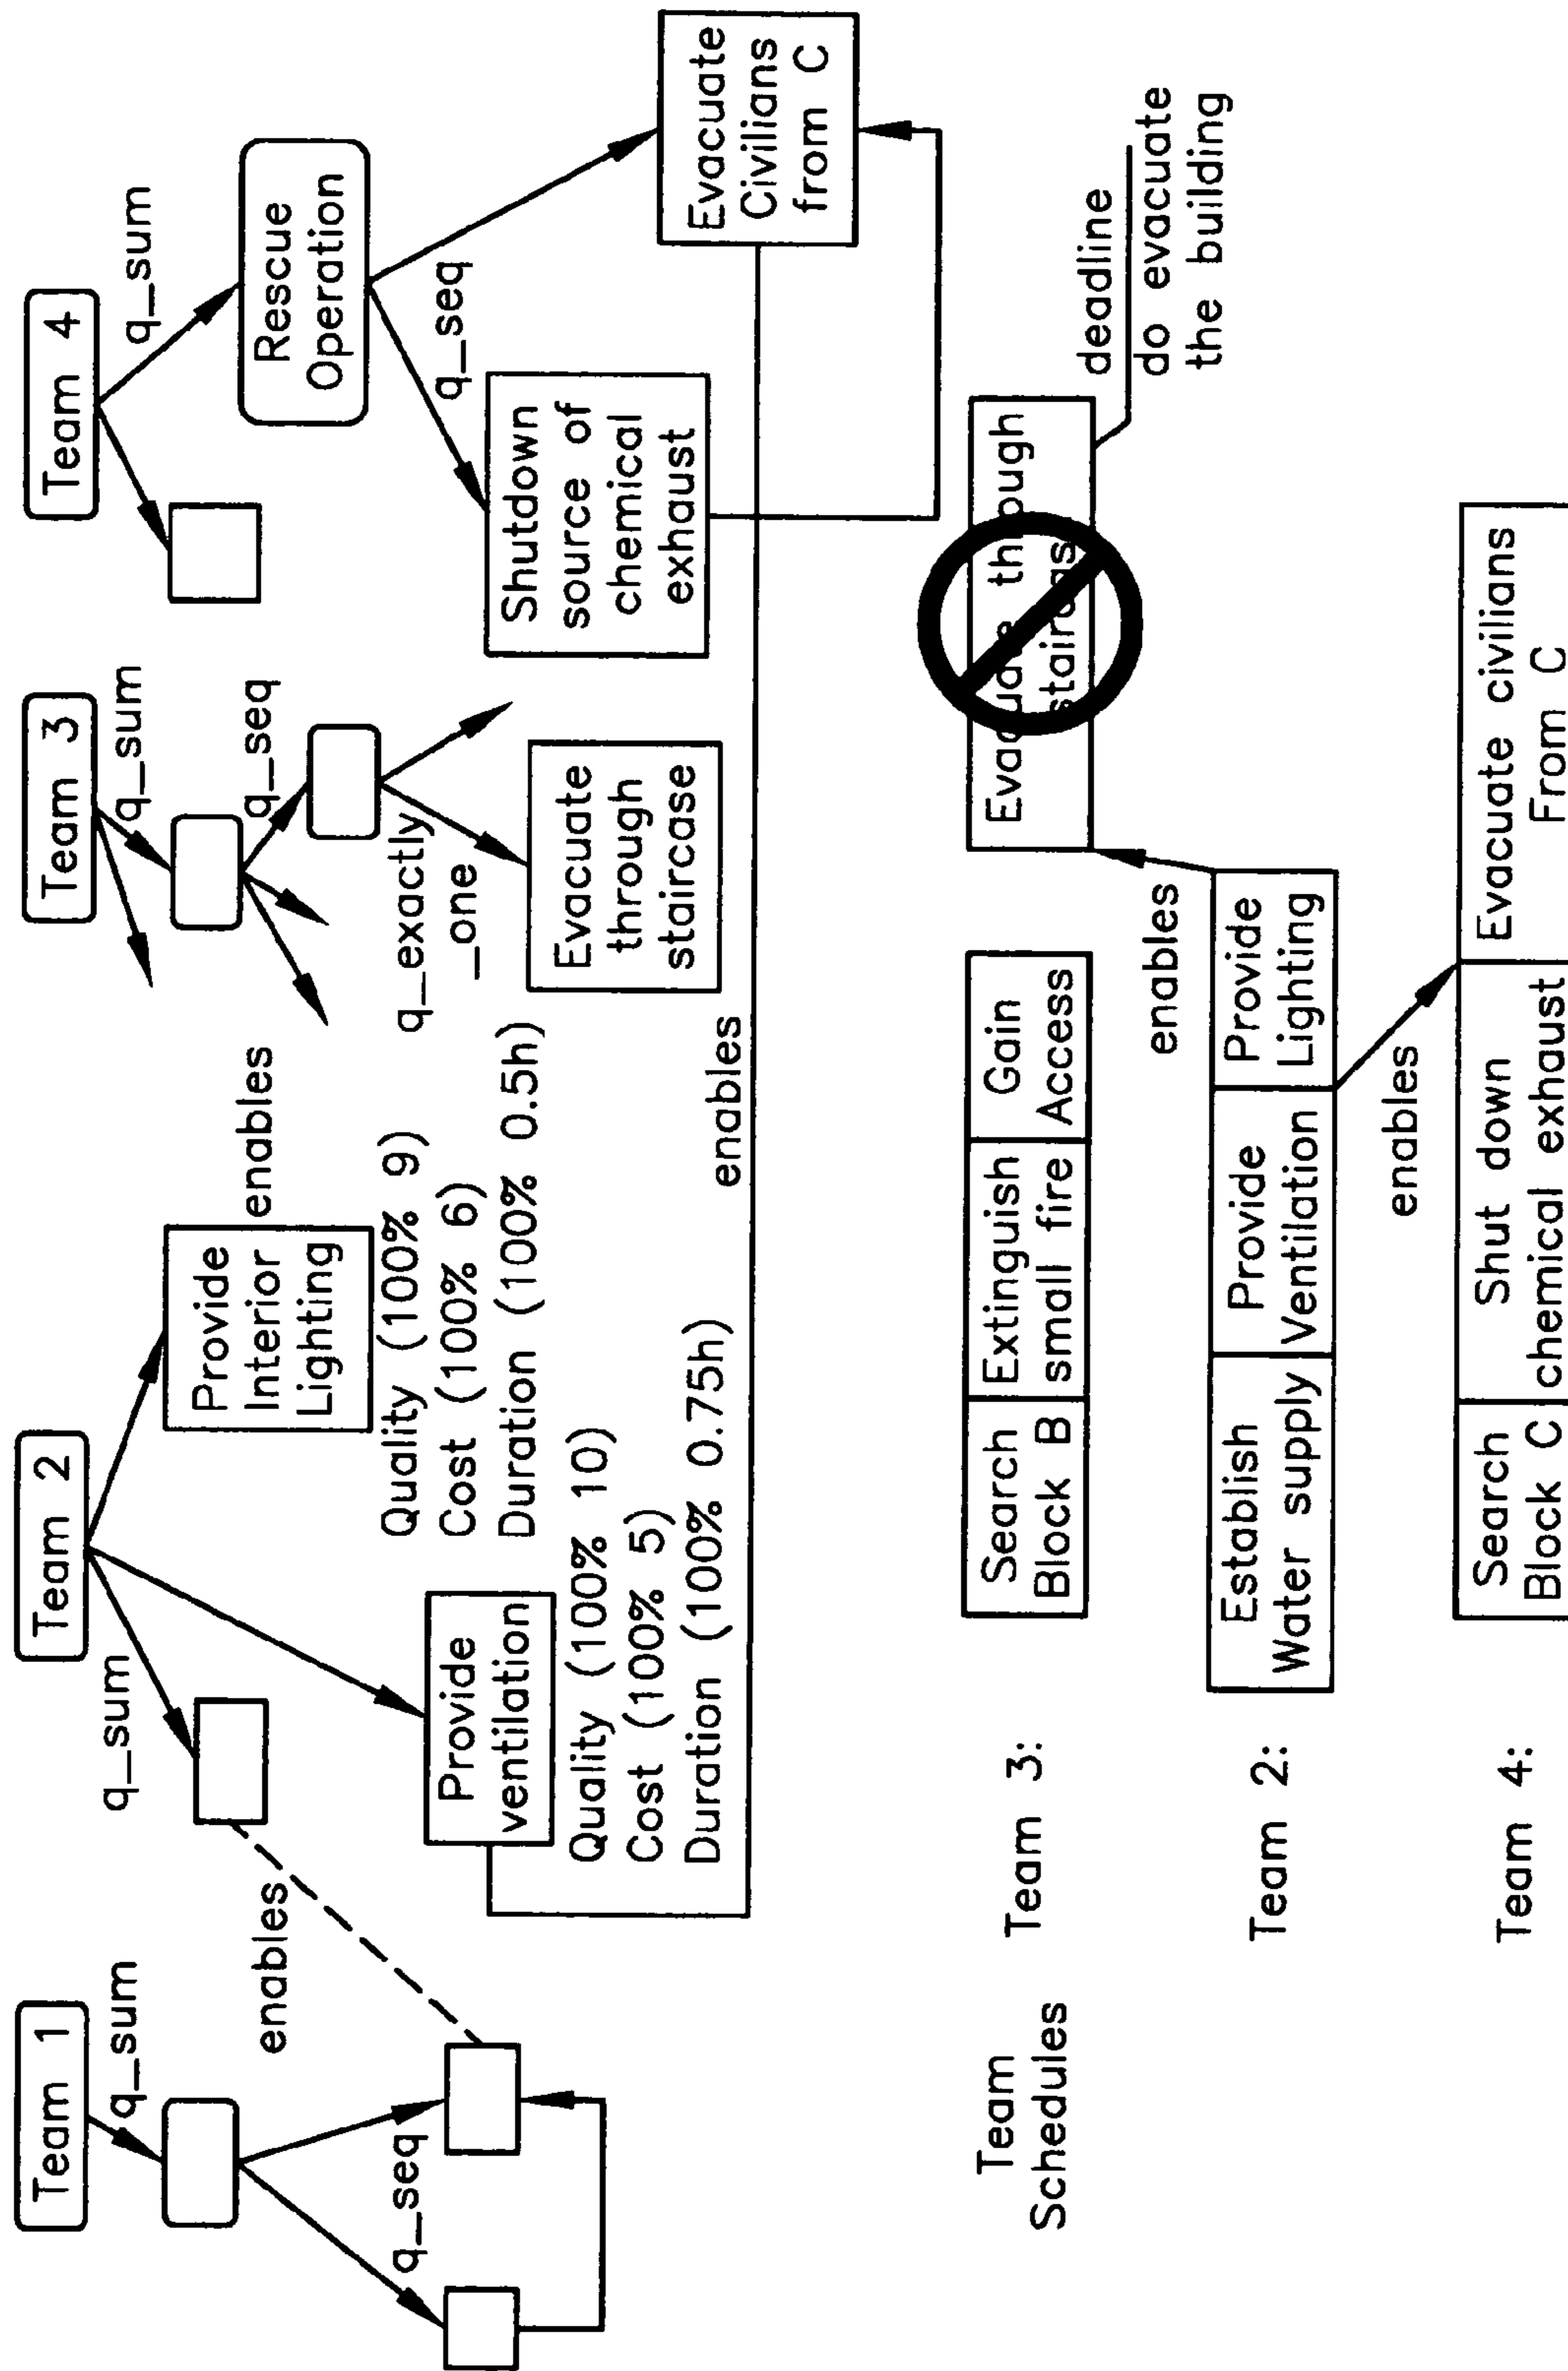 Team 1
q_sum
q_seq
enables
Team 2
q_sum
Provide
ventilation
Quality (100% 10)
Cost (100% 5)
Duration (100% 0.75h)
Provide
Interior
Lighting
enables
Quality (100% 9)
Cost (100% 6)
Duration (100% 0.5h)
enables
Team 3
q_sum
q_seq
q_exactly
_one
Evacuate
through
staircase
Team 4
q_sum
Rescue
Operation
q_seq
Shutdown
source of
chemical
exhaust
Evacuate
Civilians
from C
Team
Schedules
Team 3:
Search
Block B
Extinguish
small fire
Gain
Access
Evacuate through
staircase
deadline
do evacuate
the building
enables
Team 2:
Establish
Water supply
Provide
Ventilation
Provide
Lighting
enables
Team 4:
Search
Block C
Shut down
chemical exhaust
Evacuate civilians
From C